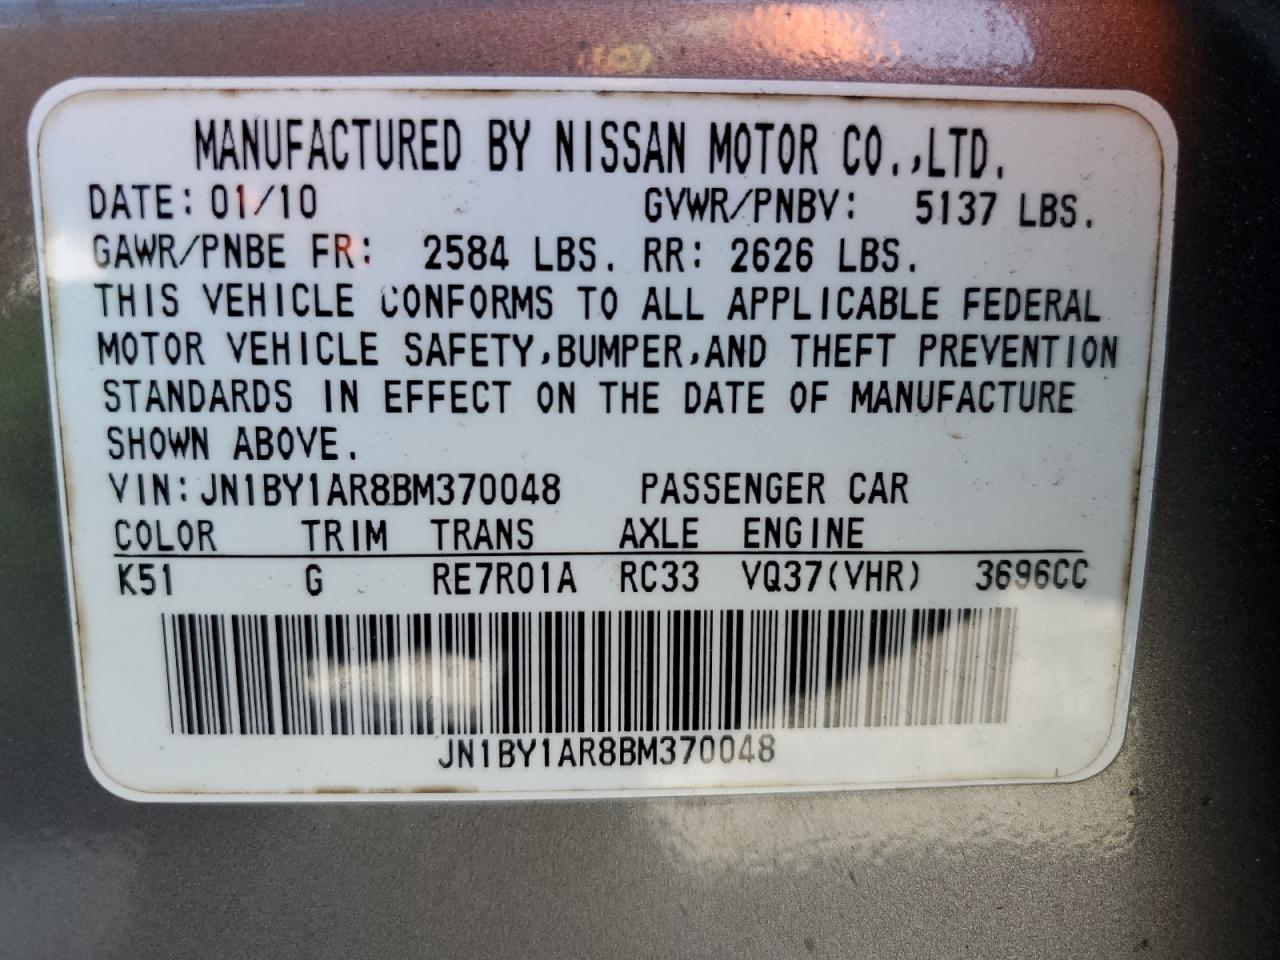 MANUFACTURED BY NISSAN MOTOR CO.,LTD.
DATE: 01/10 GVWR/PNBV: 5137 LBS.
GAWR/PNBE FR: 2584 LBS. RR: 2626 LBS.
THIS VEHICLE CONFORMS TO ALL APPLICABLE FEDERAL
MOTOR VEHICLE SAFETY,BUMPER,AND THEFT PREVENTION
STANDARDS IN EFFECT ON THE DATE OF MANUFACTURE
SHOWN ABOVE.
VIN: JN1BY1AR8BM370048 PASSENGER CAR
COLOR TRIM TRANS AXLE ENGINE
K51 G RE7R01A RC33 VQ37(VHR) 3696CC
JN1BY1AR8BM370048